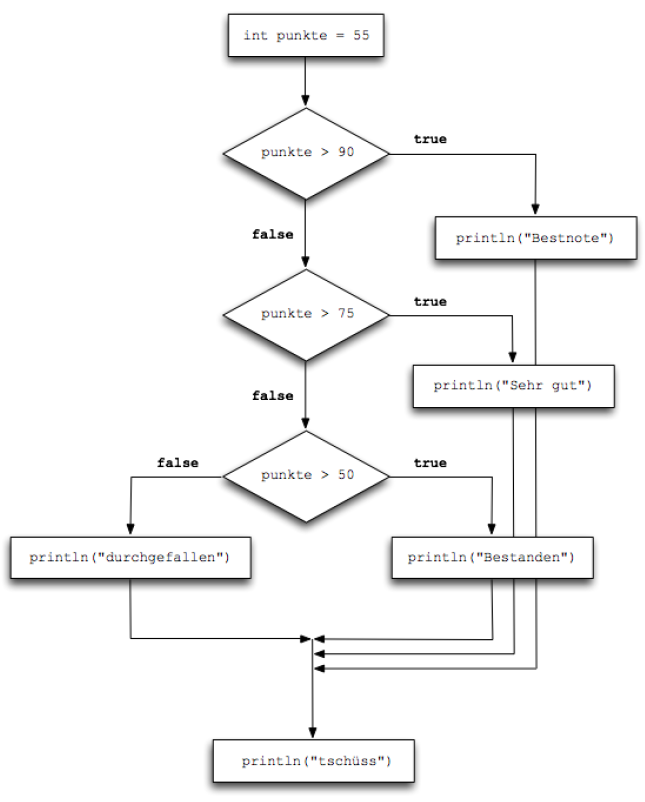 int punkte = 55
punkte > 90
true
println("Bestnote")
false
punkte > 75
true
println("Sehr gut")
false
punkte > 50
false
true
println("durchgefallen")
println("Bestanden")
println("tschüss")